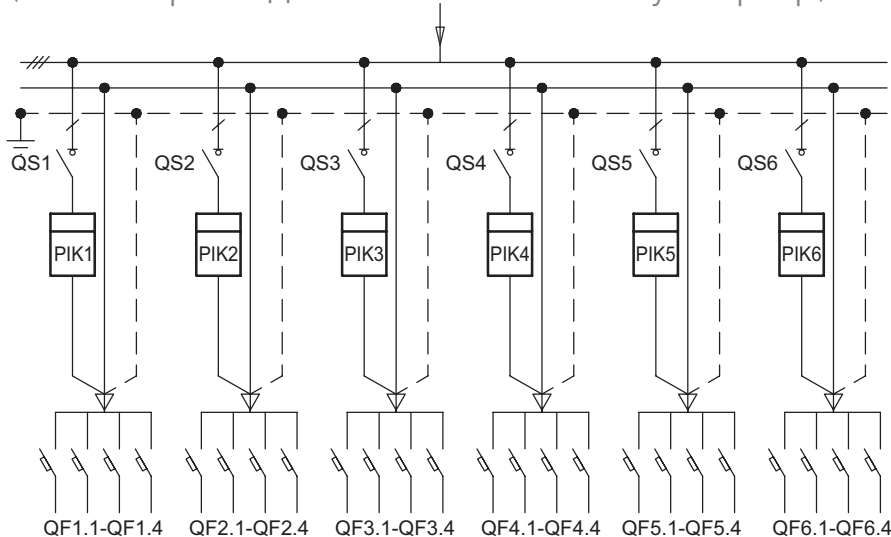 QS1 QS2 QS3 QS4 QS5 QS6
PIK1 PIK2 PIK3 PIK4 PIK5 PIK6
QF1.1-QF1.4 QF2.1-QF2.4 QF3.1-QF3.4 QF4.1-QF4.4 QF5.1-QF5.4 QF6.1-QF6.4